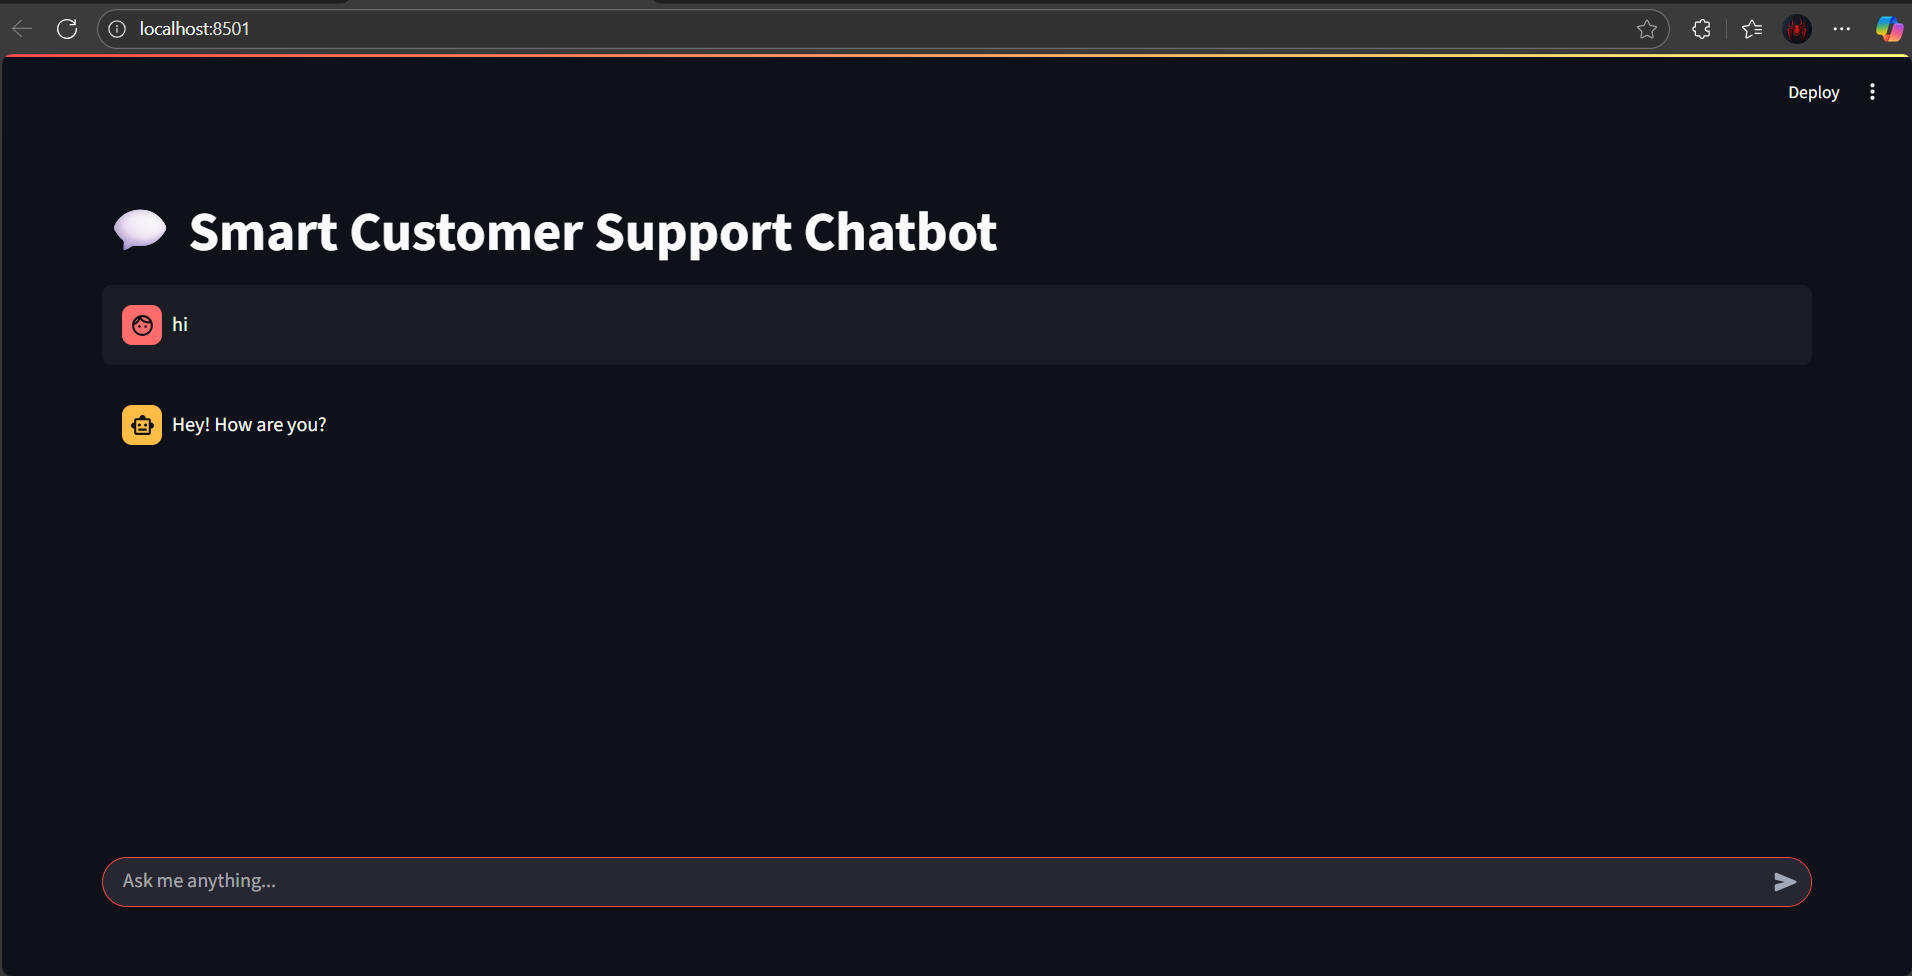 localhost:8501
Deploy
Smart Customer Support Chatbot
hi
Hey! How are you?
Ask me anything...